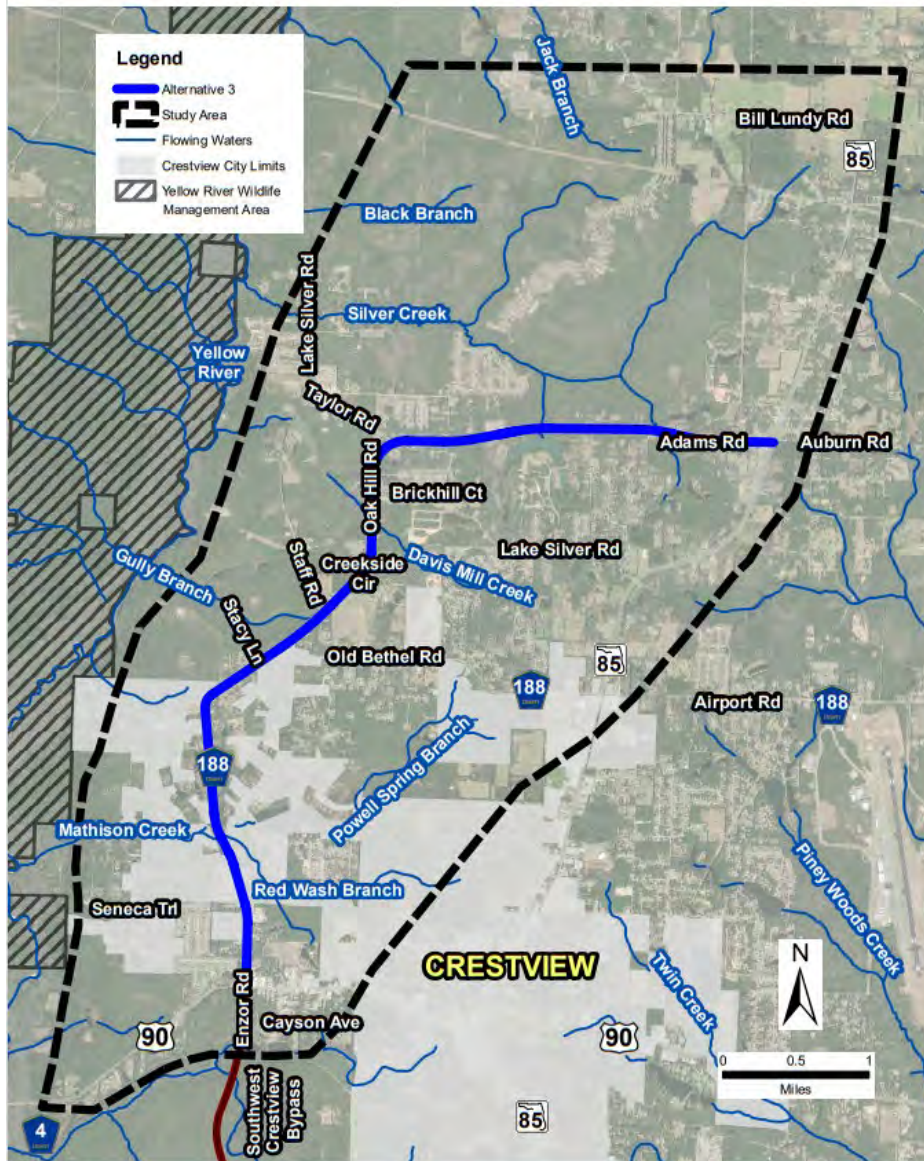 Legend
Alternative 3
Study Area
Flowing Waters
Crestview City Limits
Yellow River Wildlife
Management Area
Jack Branch
Bill Lundy Rd
85
Black Branch
Lake Silver Rd
Silver Creek
Yellow
River
Taylor Rd
Oak Hill Rd
Adams Rd
Auburn Rd
Brickhill Ct
Lake Silver Rd
Davis Mill Creek
Creekside
Cir
Staff Rd
Gully Branch
Stacy Ln
Old Bethel Rd
85
188
Airport Rd
188
188
Powell Spring Branch
Mathison Creek
Red Wash Branch
Piney Woods Creek
Seneca Trl
CRESTVIEW
Twin Creek
N
Enzor Rd
Cayson Ave
90
90
0 0.5 1
Miles
Southwest
Crestview
Bypass
4
85